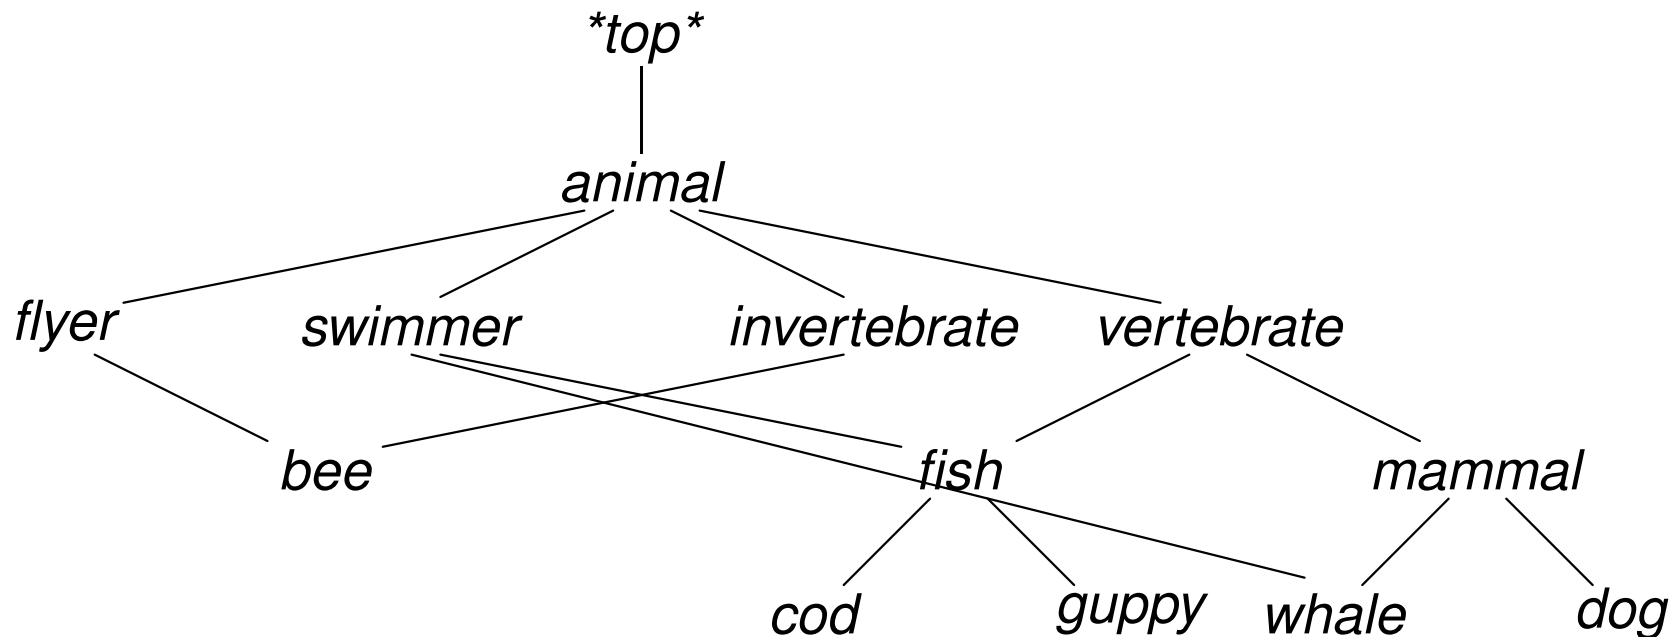 *top*
animal
flyer swimmer invertebrate vertebrate
bee fish mammal
cod guppy whale dog